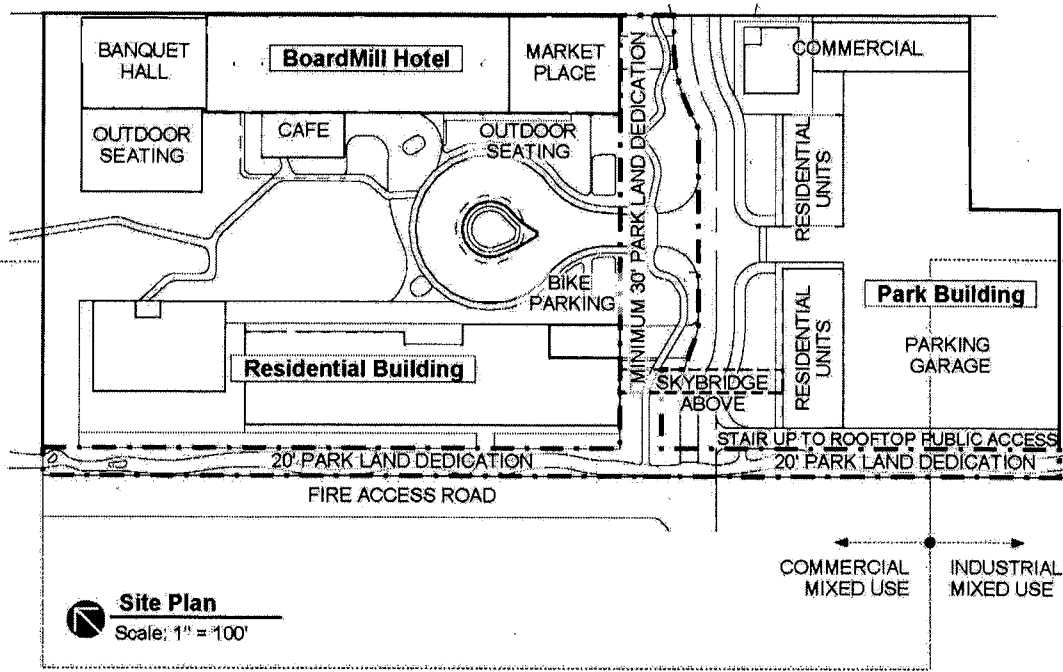 BANQUET
HALL
BoardMill Hotel
MARKET
PLACE
COMMERCIAL
OUTDOOR
SEATING
CAFE
OUTDOOR
SEATING
MINIMUM 30' PARK LAND DEDICATION
RESIDENTIAL
UNITS
BIKE
PARKING
Park Building
RESIDENTIAL
UNITS
PARKING
GARAGE
Residential Building
SKYBRIDGE
ABOVE
STAIR UP TO ROOFTOP PUBLIC ACCESS
20' PARK LAND DEDICATION
20' PARK LAND DEDICATION
FIRE ACCESS ROAD
COMMERCIAL
MIXED USE
INDUSTRIAL
MIXED USE
Site Plan
Scale: 1" = 100'